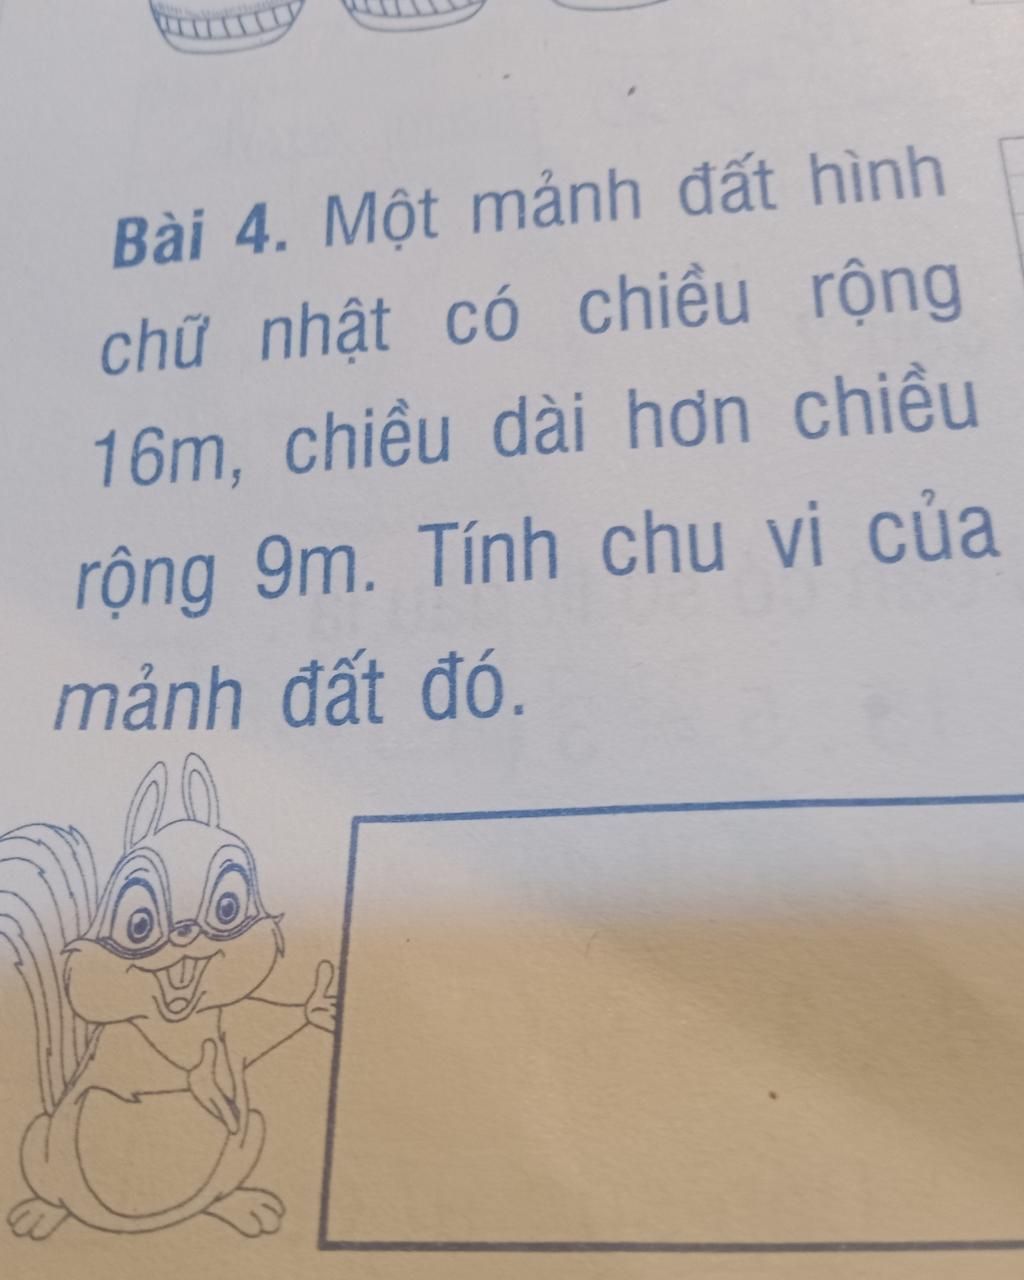 Bài 4. Một mảnh đất hình
chữ nhật có chiều rộng
16m, chiều dài hơn chiều
rộng 9m. Tính chu vi của
mảnh đất đó.